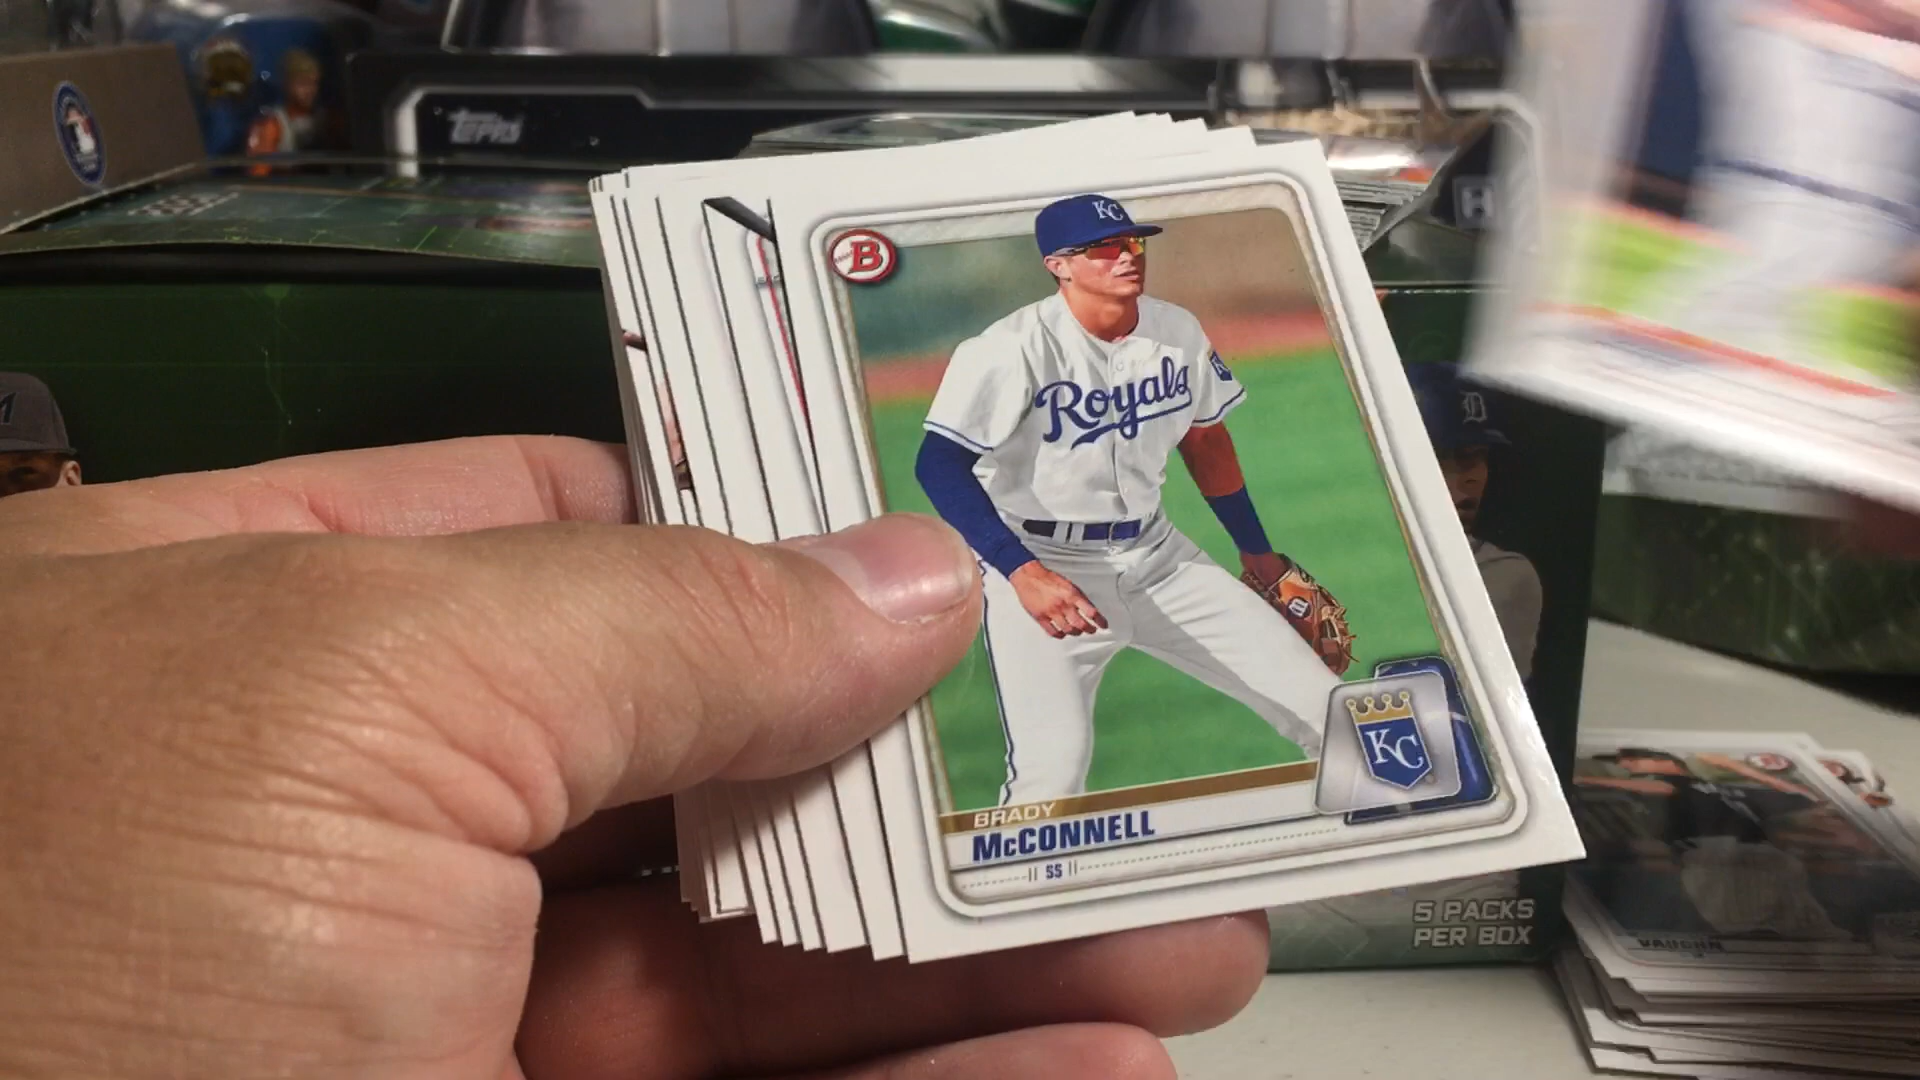 TOPPS
KC
B
Royals
KC
BRADY
McCONNELL
SS
D
M
H
5 PACKS
PER BOX
VAUGHN